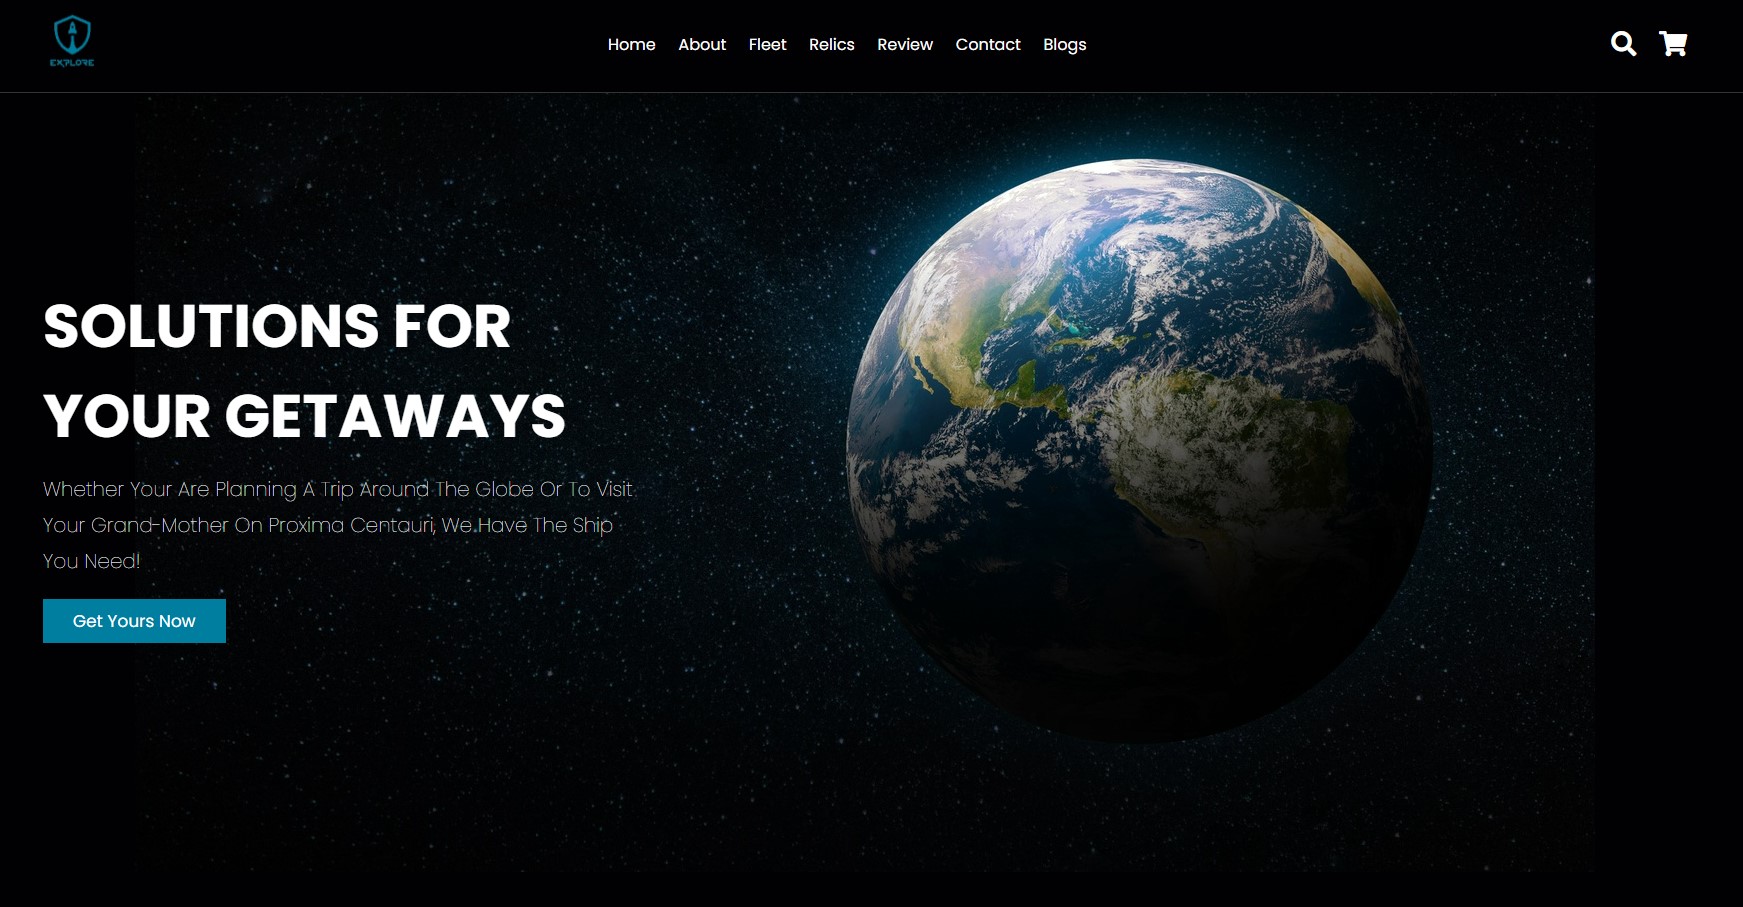 EXPLORE
Home About Fleet Relics Review Contact Blogs
SOLUTIONS FOR
YOUR GETAWAYS
Whether Your Are Planning A Trip Around The Globe Or To Visit
Your Grand-Mother On Proxima Centauri, We Have The Ship
You Need!
Get Yours Now